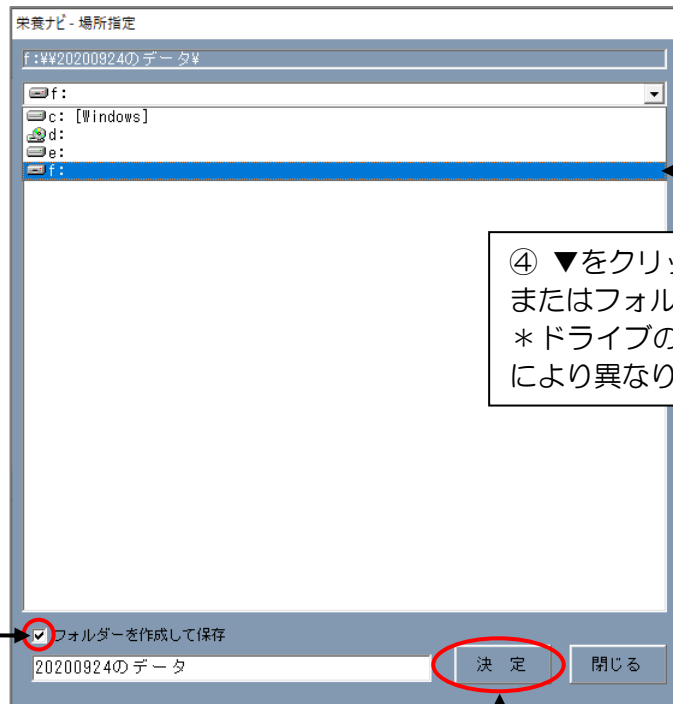 栄養ナビ - 場所指定
f:¥¥20200924のデータ¥
f:
c: [Windows]
d:
e:
f:
④ ▼をクリッ
またはフォル
＊ドライブの
により異なり
フォルダーを作成して保存
20200924のデータ
決 定
閉じる